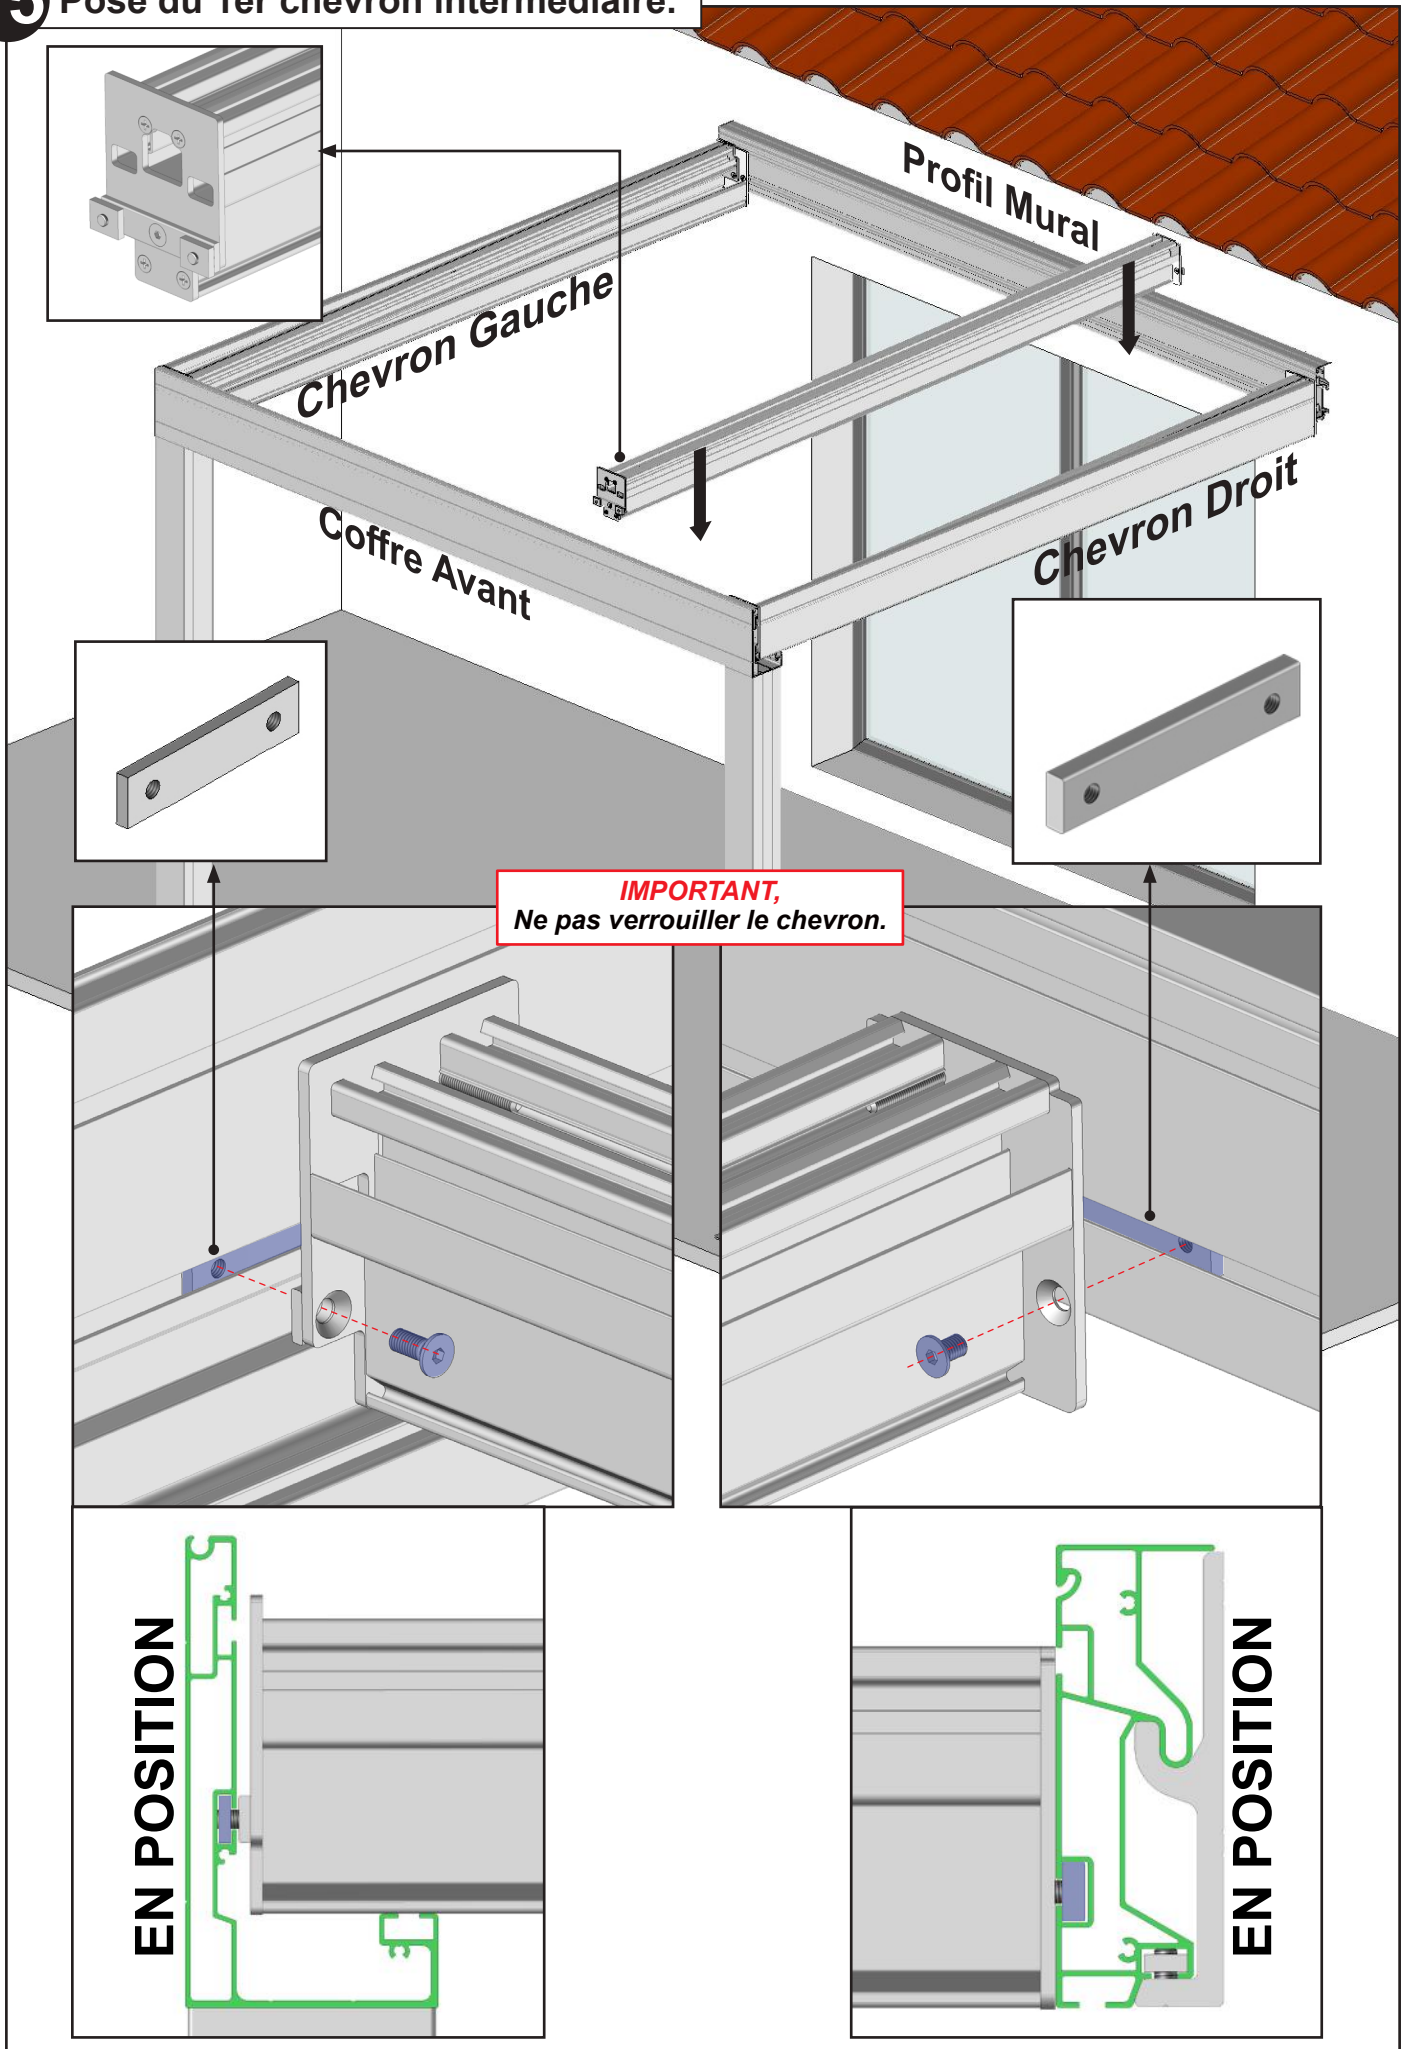 5 Pose du 1er chevron intermédiaire.
Profil Mural
Chevron Gauche
Coffre Avant
Chevron Droit
IMPORTANT,
Ne pas verrouiller le chevron.
EN POSITION
EN POSITION